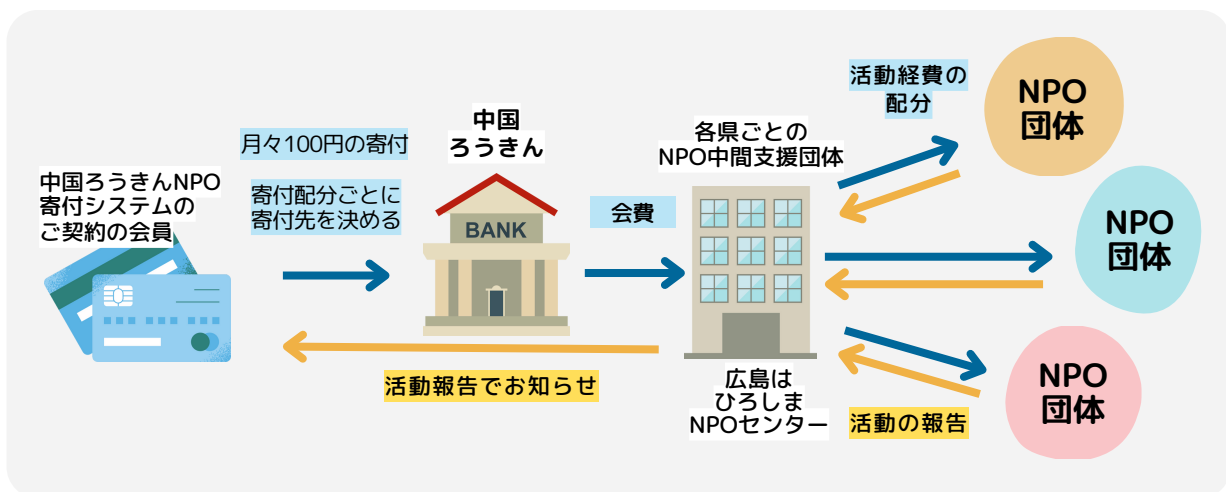 中国ろうきんNPO
寄付システムの
ご契約の会員
月々100円の寄付
寄付配分ごとに
寄付先を決める
中国
ろうきん
BANK
会費
各県ごとの
NPO中間支援団体
広島は
ひろしま
NPOセンター
活動経費の
配分
NPO
団体
NPO
団体
NPO
団体
活動の報告
活動報告でお知らせ